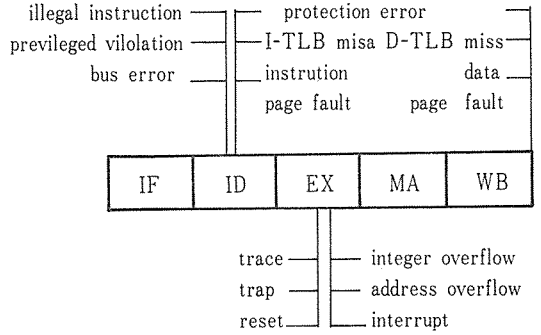 illegal instruction
protection error
previleged vilolation
I-TLB misa D-TLB miss
bus error
instrution
data
page fault
page fault
IF
ID
EX
MA
WB
trace
integer overflow
trap
address overflow
reset
interrupt